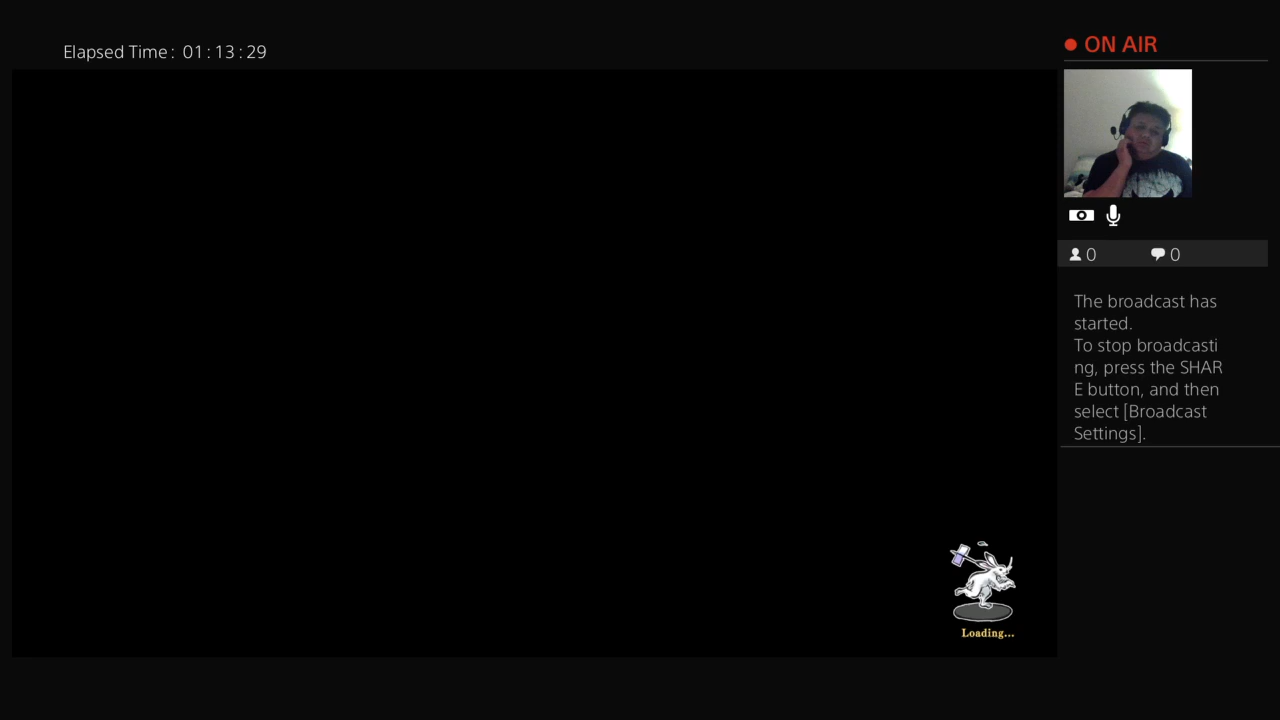 Elapsed Time: 01:13:29
ON AIR
0
0
The broadcast has
started.
To stop broadcasti
ng, press the SHAR
E button, and then
select [Broadcast
Settings].
Loading...